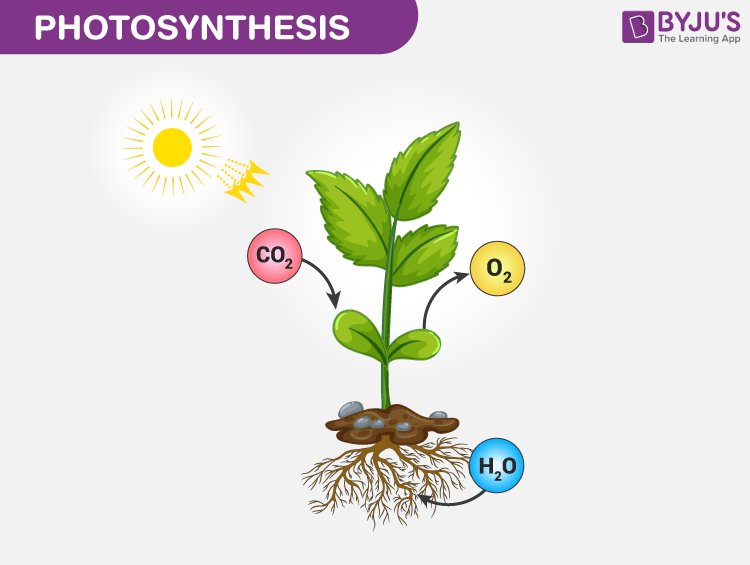 PHOTOSYNTHESIS
BYJU'S
The Learning App
CO₂
O₂
H₂O